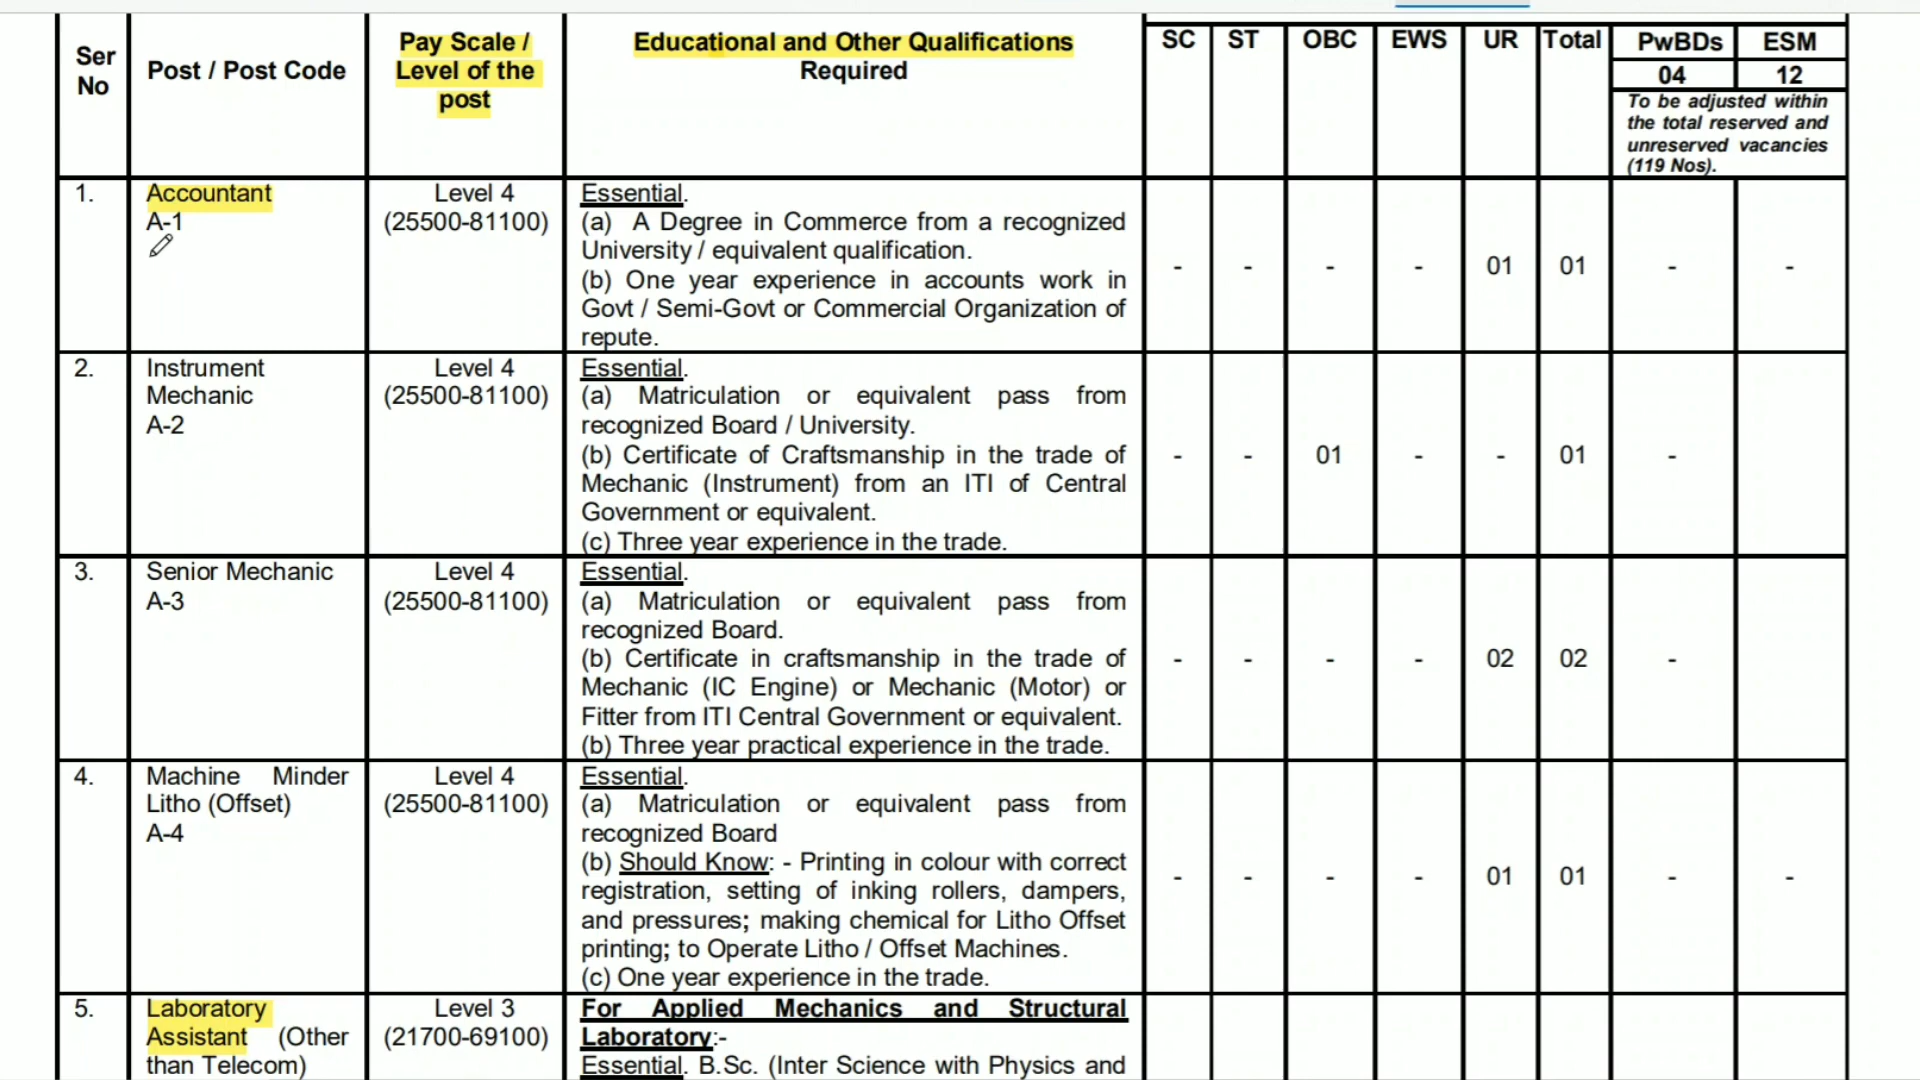 Ser
No
Post / Post Code
Pay Scale /
Level of the
post
Educational and Other Qualifications
Required
SC
ST
OBC
EWS
UR
Total
PwBDs
ESM
04
12
To be adjusted within
the total reserved and
unreserved vacancies
(119 Nos).
1.
Accountant
A-1
Level 4
(25500-81100)
Essential.
(a) A Degree in Commerce from a recognized
University / equivalent qualification.
(b) One year experience in accounts work in
Govt / Semi-Govt or Commercial Organization of
repute.
-
-
-
-
01
01
-
-
2.
Instrument
Mechanic
A-2
Level 4
(25500-81100)
Essential.
(a) Matriculation or equivalent pass from
recognized Board / University.
(b) Certificate of Craftsmanship in the trade of
Mechanic (Instrument) from an ITI of Central
Government or equivalent.
(c) Three year experience in the trade.
-
-
01
-
-
01
-
3.
Senior Mechanic
A-3
Level 4
(25500-81100)
Essential.
(a) Matriculation or equivalent pass from
recognized Board.
(b) Certificate in craftsmanship in the trade of
Mechanic (IC Engine) or Mechanic (Motor) or
Fitter from ITI Central Government or equivalent.
(b) Three year practical experience in the trade.
-
-
-
-
02
02
-
4.
Machine Minder
Litho (Offset)
A-4
Level 4
(25500-81100)
Essential.
(a) Matriculation or equivalent pass from
recognized Board
(b) Should Know: - Printing in colour with correct
registration, setting of inking rollers, dampers,
and pressures; making chemical for Litho Offset
printing; to Operate Litho / Offset Machines.
(c) One year experience in the trade.
-
-
-
-
01
01
-
-
5.
Laboratory
Assistant (Other
than Telecom)
Level 3
(21700-69100)
For Applied Mechanics and Structural
Laboratory:-
Essential. B.Sc. (Inter Science with Physics and